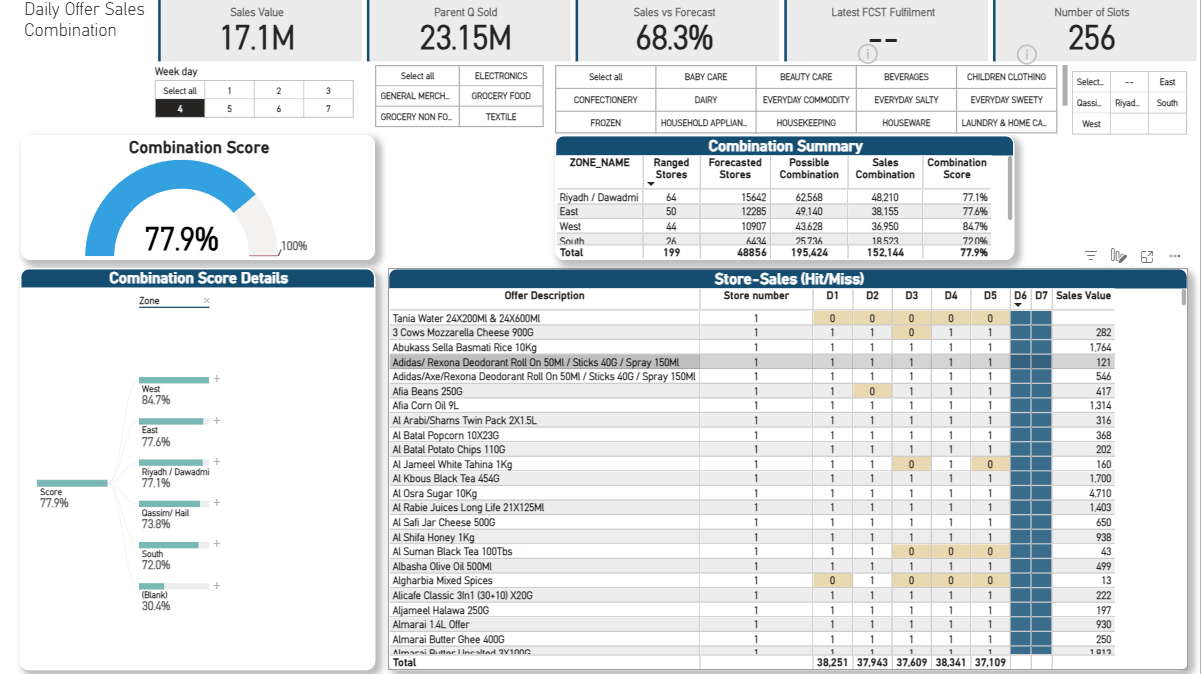 Daily Offer Sales
Combination
Sales Value
17.1M
Parent Q Sold
23.15M
Sales vs Forecast
68.3%
Latest FCST Fulfilment
--
Number of Slots
256
Week day
Select all 1 2 3
4 5 6 7
Select all ELECTRONICS
GENERAL MERCH.. GROCERY FOOD
GROCERY NON FO.. TEXTILE
Select all BABY CARE BEAUTY CARE BEVERAGES CHILDREN CLOTHING
CONFECTIONERY DAIRY EVERYDAY COMMODITY EVERYDAY SALTY EVERYDAY SWEETY
FROZEN HOUSEHOLD APPLIAN.. HOUSEKEEPING HOUSEWARE LAUNDRY & HOME CA..
Select.. -- East
Qassi.. Riyad.. South
West
Combination Score
77.9%
100%
Combination Summary
ZONE_NAME Ranged Stores Forecasted Stores Possible Combination Sales Combination Combination Score
Riyadh / Dawadmi 64 15642 62,568 48,210 77.1%
East 50 12285 49,140 38,155 77.6%
West 44 10907 43,628 36,950 84.7%
South 26 6434 25,736 18,523 72.0%
Total 199 48856 195,424 152,144 77.9%
Combination Score Details
Zone ×
Score
77.9%
West
84.7%
East
77.6%
Riyadh / Dawadmi
77.1%
Qassim/ Hail
73.8%
South
72.0%
(Blank)
30.4%
Store-Sales (Hit/Miss)
Offer Description Store number D1 D2 D3 D4 D5 D6 D7 Sales Value
Tania Water 24X200Ml & 24X600Ml 1 0 0 0 0 0
3 Cows Mozzarella Cheese 900G 1 1 1 0 1 1 282
Abukass Sella Basmati Rice 10Kg 1 1 1 1 1 1 1,764
Adidas/ Rexona Deodorant Roll On 50Ml / Sticks 40G / Spray 150Ml 1 1 1 1 1 1 121
Adidas/Axe/Rexona Deodorant Roll On 50Ml / Sticks 40G / Spray 150Ml 1 1 1 1 1 1 546
Afia Beans 250G 1 1 0 1 1 1 417
Afia Corn Oil 9L 1 1 1 1 1 1 1,314
Al Arabi/Shams Twin Pack 2X1.5L 1 1 1 1 1 1 316
Al Batal Popcorn 10X23G 1 1 1 1 1 1 368
Al Batal Potato Chips 110G 1 1 1 1 1 1 202
Al Jameel White Tahina 1Kg 1 1 1 0 1 0 160
Al Kbous Black Tea 454G 1 1 1 1 1 1 1,700
Al Osra Sugar 10Kg 1 1 1 1 1 1 4,710
Al Rabie Juices Long Life 21X125Ml 1 1 1 1 1 1 1,403
Al Safi Jar Cheese 500G 1 1 1 1 1 1 650
Al Shifa Honey 1Kg 1 1 1 1 1 1 938
Al Suman Black Tea 100Tbs 1 1 1 0 0 0 43
Albasha Olive Oil 500Ml 1 1 1 1 1 1 499
Algharbia Mixed Spices 1 0 1 0 0 0 13
Alicafe Classic 3In1 (30+10) X20G 1 1 1 1 1 1 222
Aljameel Halawa 250G 1 1 1 1 1 1 197
Almarai 1.4L Offer 1 1 1 1 1 1 930
Almarai Butter Ghee 400G 1 1 1 1 1 1 250
Almarai Butter Unsalted 3X100G 1 1 1 1 1 1 1,813
Total 38,251 37,943 37,609 38,341 37,109